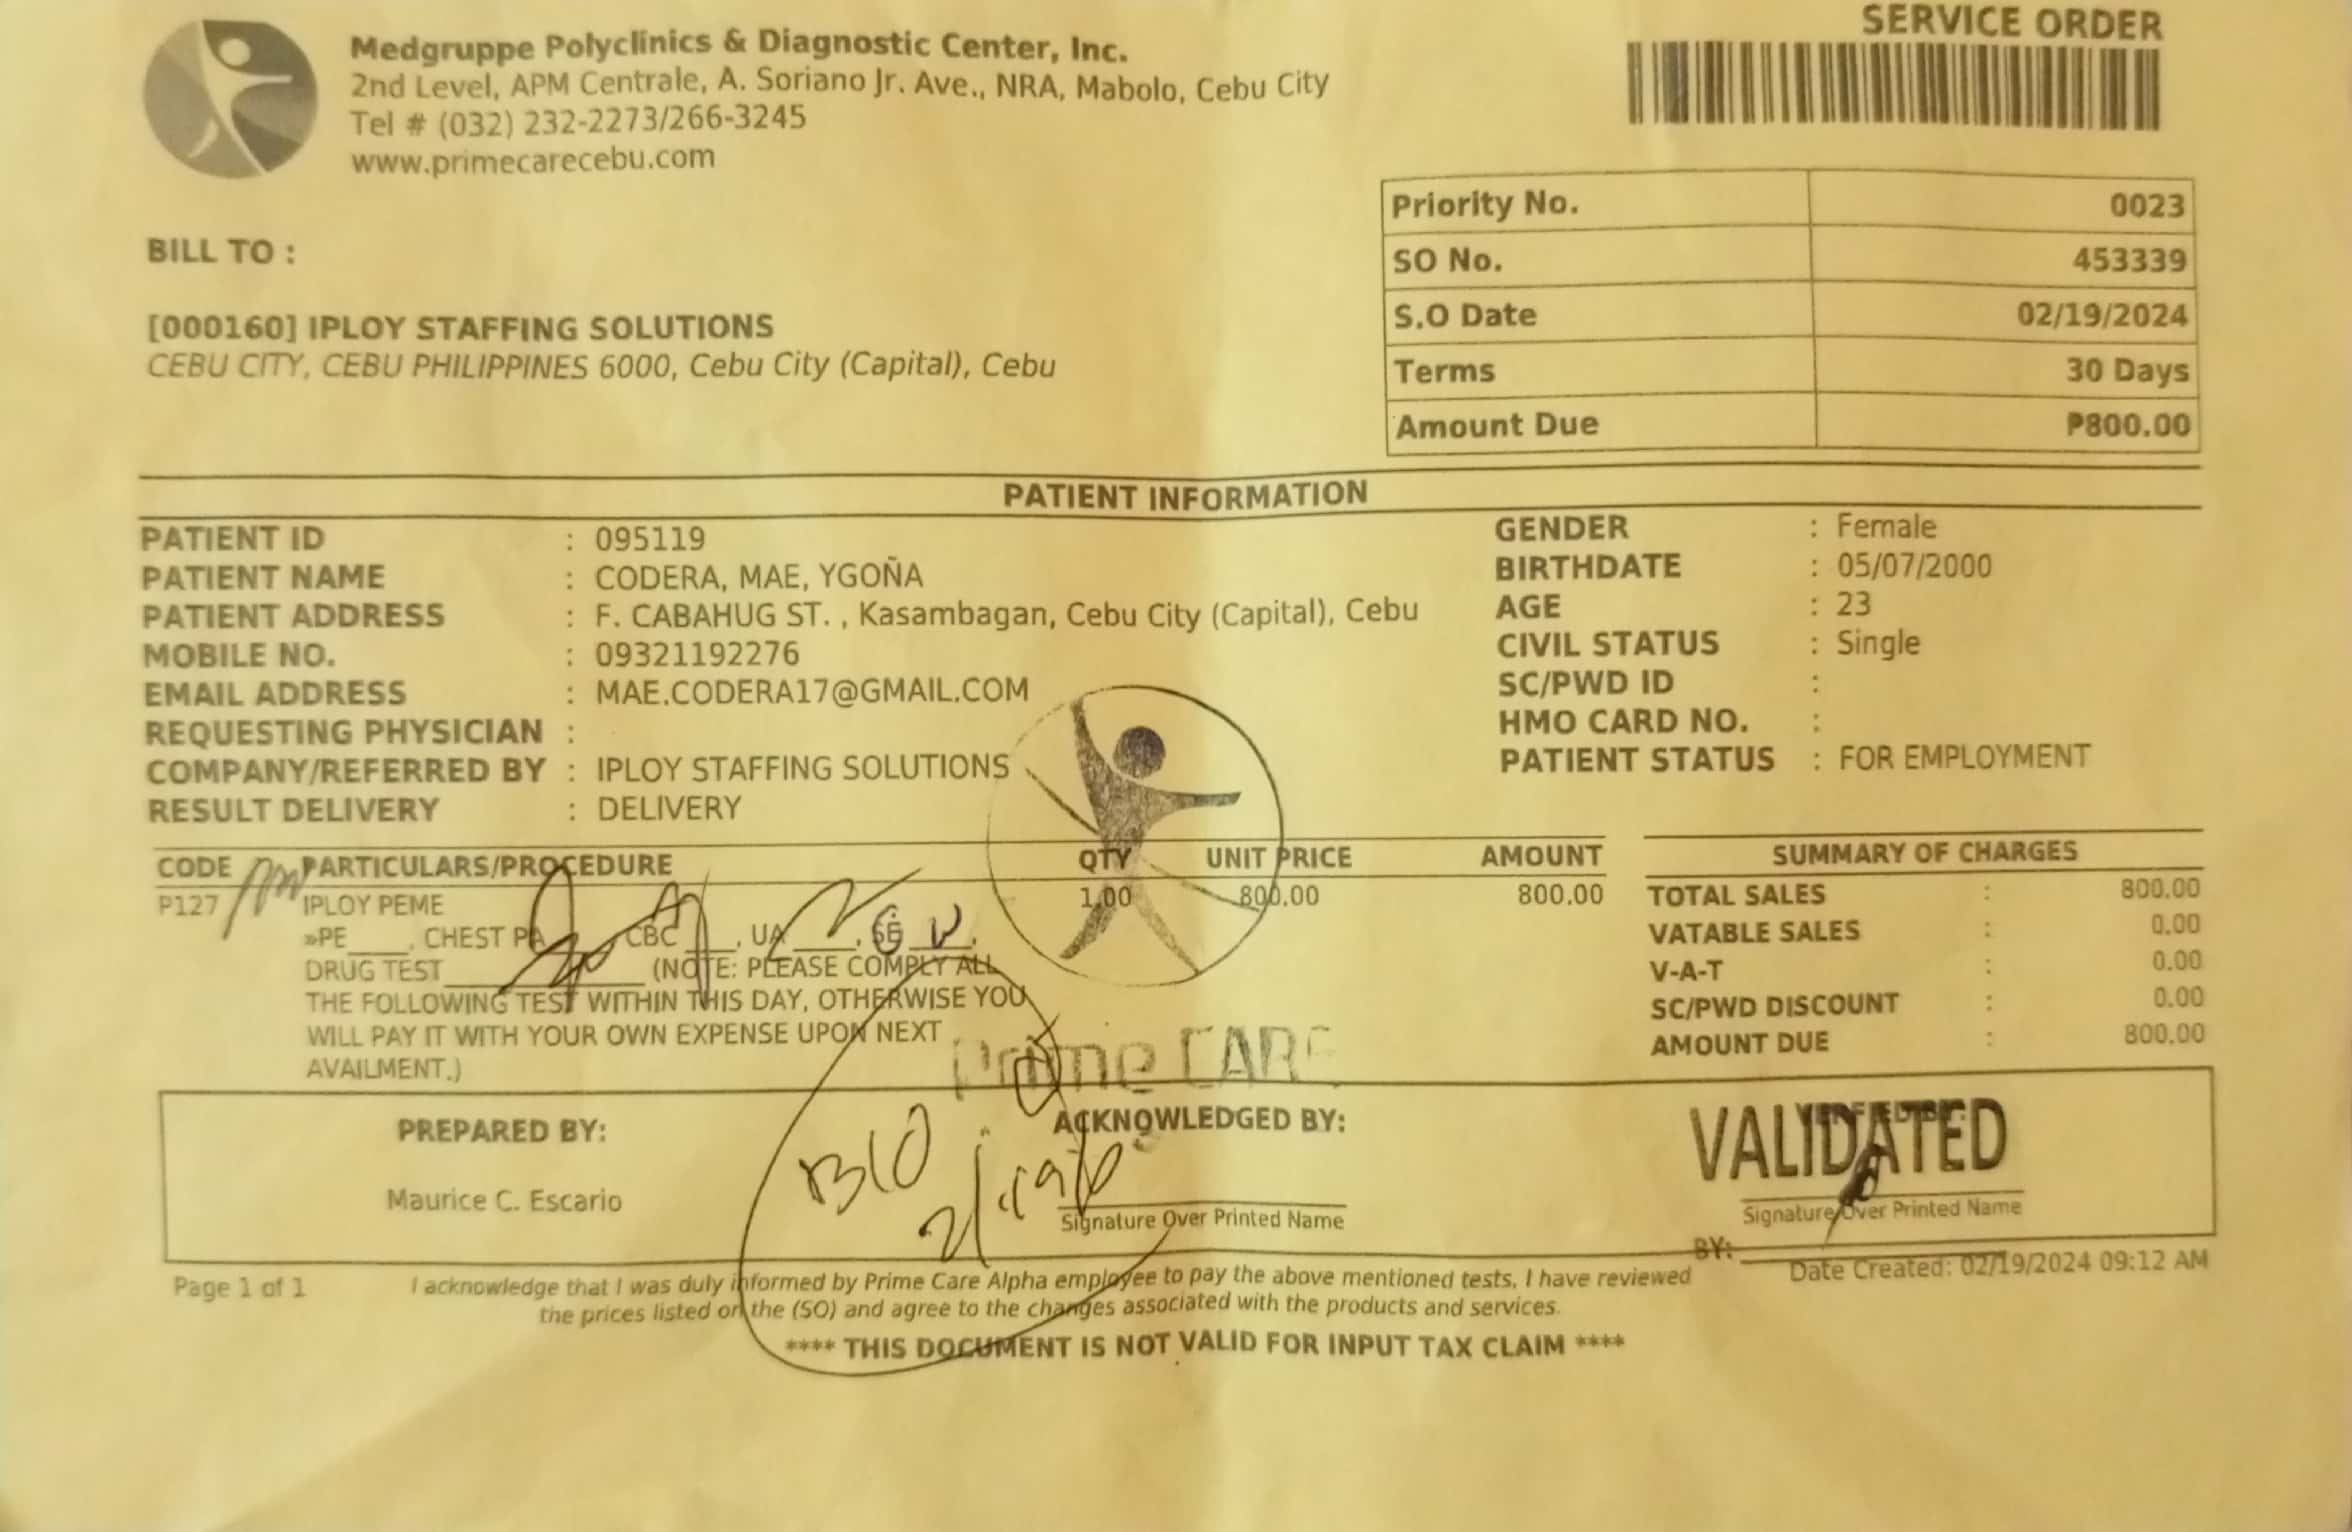 SERVICE ORDER
Medgruppe Polyclinics & Diagnostic Center, Inc.
2nd Level, APM Centrale, A. Soriano Jr. Ave., NRA, Mabolo, Cebu City
Tel # (032) 232-2273/266-3245
www.primecarecebu.com
Priority No. 0023
SO No. 453339
S.O Date 02/19/2024
Terms 30 Days
Amount Due ₱800.00
BILL TO :
[000160] IPLOY STAFFING SOLUTIONS
CEBU CITY, CEBU PHILIPPINES 6000, Cebu City (Capital), Cebu
PATIENT INFORMATION
PATIENT ID : 095119
PATIENT NAME : CODERA, MAE, YGOÑA
PATIENT ADDRESS : F. CABAHUG ST. , Kasambagan, Cebu City (Capital), Cebu
MOBILE NO. : 09321192276
EMAIL ADDRESS : MAE.CODERA17@GMAIL.COM
REQUESTING PHYSICIAN :
COMPANY/REFERRED BY : IPLOY STAFFING SOLUTIONS
RESULT DELIVERY : DELIVERY
GENDER : Female
BIRTHDATE : 05/07/2000
AGE : 23
CIVIL STATUS : Single
SC/PWD ID :
HMO CARD NO. :
PATIENT STATUS : FOR EMPLOYMENT
CODE PARTICULARS/PROCEDURE QTY UNIT PRICE AMOUNT
P127 IPLOY PEME 1.00 800.00 800.00
»PE____, CHEST PA____, CBC____, UA____, SE____,
DRUG TEST______________ (NOTE: PLEASE COMPLY ALL
THE FOLLOWING TEST WITHIN THIS DAY, OTHERWISE YOU
WILL PAY IT WITH YOUR OWN EXPENSE UPON NEXT
AVAILMENT.)
SUMMARY OF CHARGES
TOTAL SALES : 800.00
VATABLE SALES : 0.00
V-A-T : 0.00
SC/PWD DISCOUNT : 0.00
AMOUNT DUE : 800.00
Prime CARE
PREPARED BY:
Maurice C. Escario
ACKNOWLEDGED BY:
Signature Over Printed Name
VALIDATED
Signature Over Printed Name
BY:
Date Created: 02/19/2024 09:12 AM
Page 1 of 1
I acknowledge that I was duly informed by Prime Care Alpha employee to pay the above mentioned tests. I have reviewed
the prices listed on the (SO) and agree to the changes associated with the products and services.
**** THIS DOCUMENT IS NOT VALID FOR INPUT TAX CLAIM ****